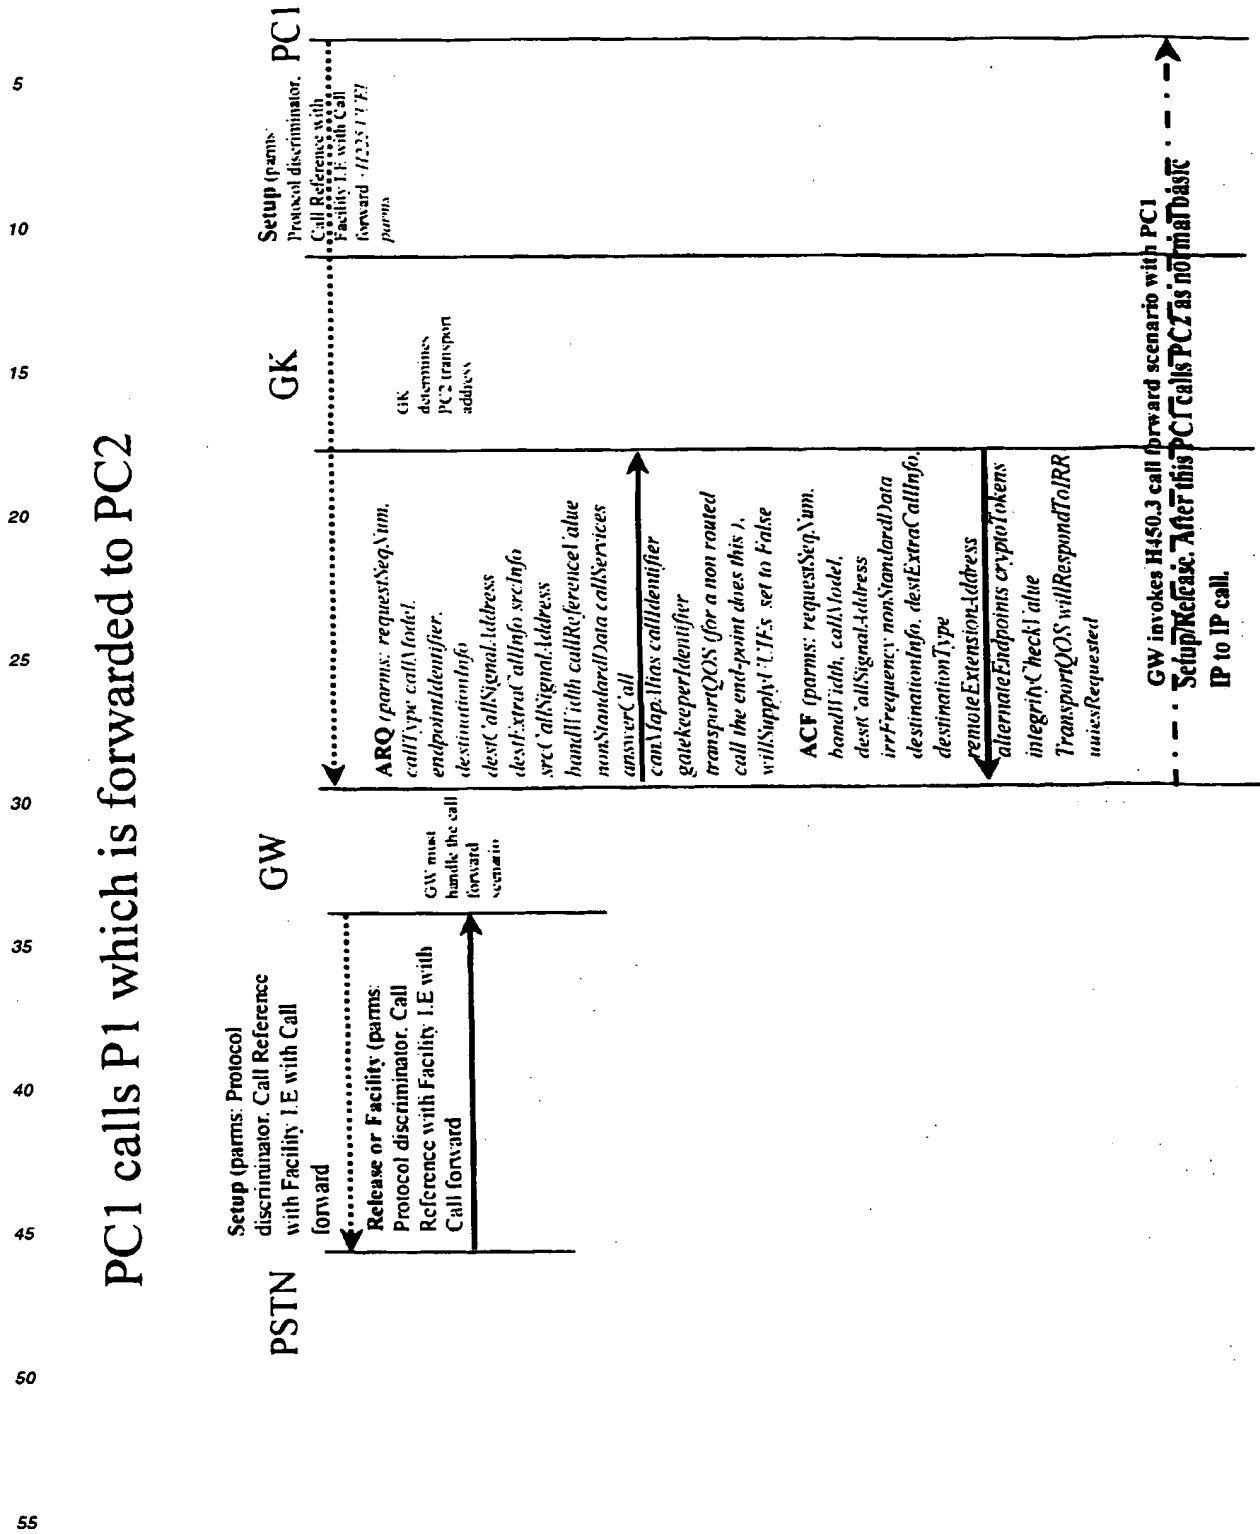 PC1 calls P1 which is forwarded to PC2
PSTN
GW
GK
PC1
Setup (parms: Protocol
discriminator. Call Reference
with Facility I.E with Call
forward
Release or Facility (parms:
Protocol discriminator. Call
Reference with Facility I.E with
Call forward
GW must
handle the call
forward
scenario
ARQ (parms: requestSeqNum,
callType callModel,
endpointIdentifier,
destinationInfo
destCallSignalAddress
destExtraCallInfo srcInfo
srcCallSignalAddress
bandWidth callReferenceValue
nonStandardData callServices
answerCall
canMapAlias callIdentifier
gatekeeperIdentifier
transportQOS (for a non routed
call the end-point does this ),
willSupplyUUIEs set to False
ACF (parms: requestSeqNum,
bandWidth, callModel,
destCallSignalAddress
irrFrequency nonStandardData
destinationInfo, destExtraCallInfo,
destinationType
remoteExtensionAddress
alternateEndpoints cryptoTokens
integrityCheckValue
TransportQOS willRespondToIRR
uuiesRequested
GK
determines
PC2 transport
address
Setup (parms:
Protocol discriminator.
Call Reference with
Facility I.E with Call
forward
parms
GW invokes H450.3 call forward scenario with PC1
Setup/Release. After this PC1 calls PC2 as normal basic
IP to IP call.
5
10
15
20
25
30
35
40
45
50
55